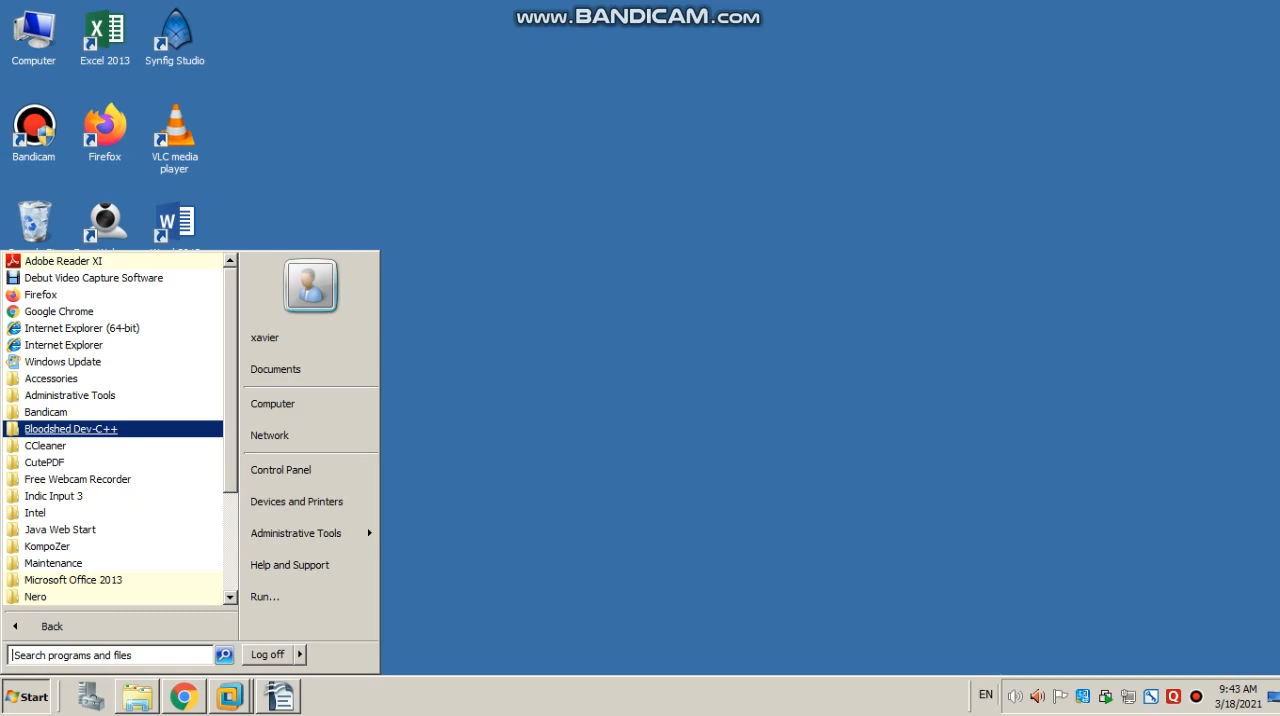 www.BANDICAM.com
Computer
Excel 2013
Synfig Studio
Bandicam
Firefox
VLC media
player
Adobe Reader XI
Debut Video Capture Software
Firefox
Google Chrome
Internet Explorer (64-bit)
Internet Explorer
Windows Update
Accessories
Administrative Tools
Bandicam
Bloodshed Dev-C++
CCleaner
CutePDF
Free Webcam Recorder
Indic Input 3
Intel
Java Web Start
KompoZer
Maintenance
Microsoft Office 2013
Nero
Back
Search programs and files
xavier
Documents
Computer
Network
Control Panel
Devices and Printers
Administrative Tools
Help and Support
Run...
Log off
Start
EN
9:43 AM
3/18/2021